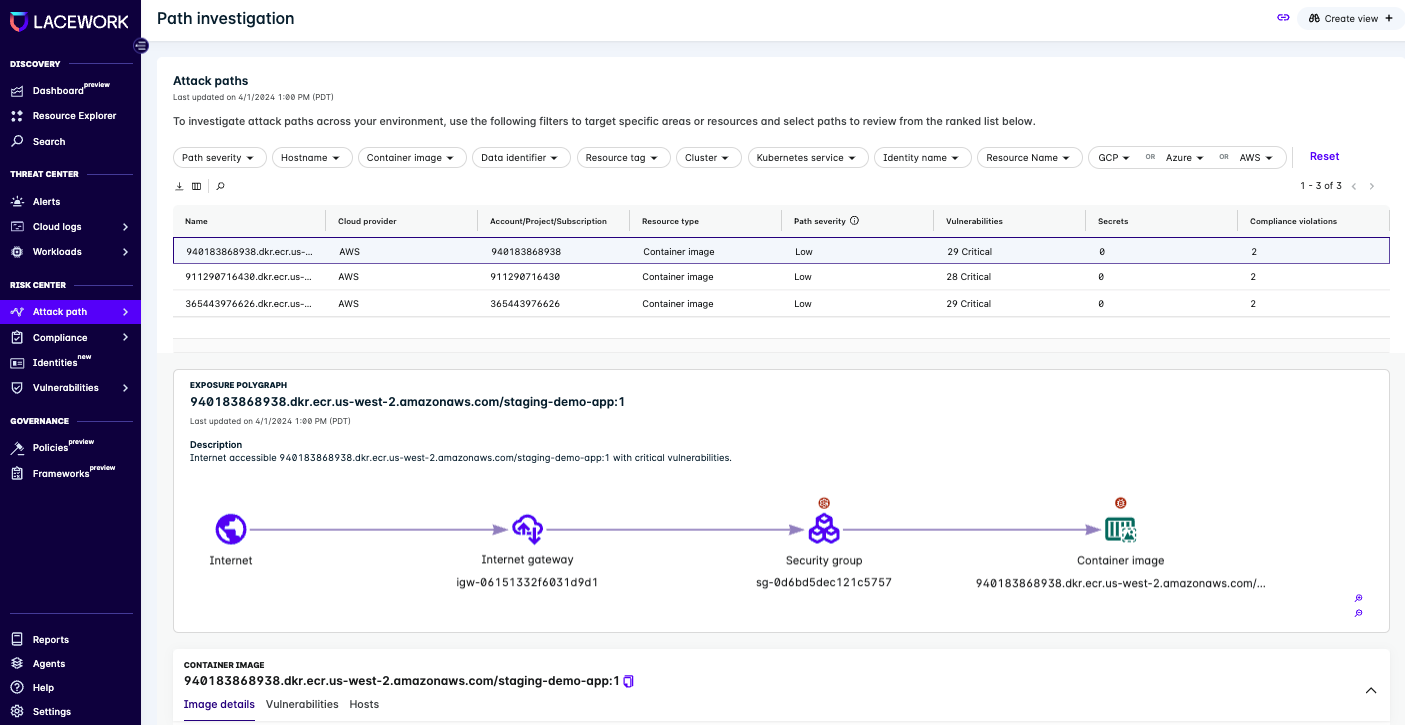 LACEWORK
DISCOVERY
Dashboard preview
Resource Explorer
Search
THREAT CENTER
Alerts
Cloud logs
Workloads
RISK CENTER
Attack path
Compliance
Identities new
Vulnerabilities
GOVERNANCE
Policies preview
Frameworks preview
Reports
Agents
Help
Settings
Path investigation
Create view +
Attack paths
Last updated on 4/1/2024 1:00 PM (PDT)
To investigate attack paths across your environment, use the following filters to target specific areas or resources and select paths to review from the ranked list below.
Path severity Hostname Container image Data identifier Resource tag Cluster Kubernetes service Identity name Resource Name GCP OR Azure OR AWS Reset
1 - 3 of 3
Name Cloud provider Account/Project/Subscription Resource type Path severity Vulnerabilities Secrets Compliance violations
940183868938.dkr.ecr.us-... AWS 940183868938 Container image Low 29 Critical 0 2
911290716430.dkr.ecr.us-... AWS 911290716430 Container image Low 28 Critical 0 2
365443976626.dkr.ecr.us-... AWS 365443976626 Container image Low 29 Critical 0 2
EXPOSURE POLYGRAPH
940183868938.dkr.ecr.us-west-2.amazonaws.com/staging-demo-app:1
Last updated on 4/1/2024 1:00 PM (PDT)
Description
Internet accessible 940183868938.dkr.ecr.us-west-2.amazonaws.com/staging-demo-app:1 with critical vulnerabilities.
Internet Internet gateway Security group Container image
igw-06151332f6031d9d1 sg-0d6bd5dec121c5757 940183868938.dkr.ecr.us-west-2.amazonaws.com/...
CONTAINER IMAGE
940183868938.dkr.ecr.us-west-2.amazonaws.com/staging-demo-app:1
Image details Vulnerabilities Hosts